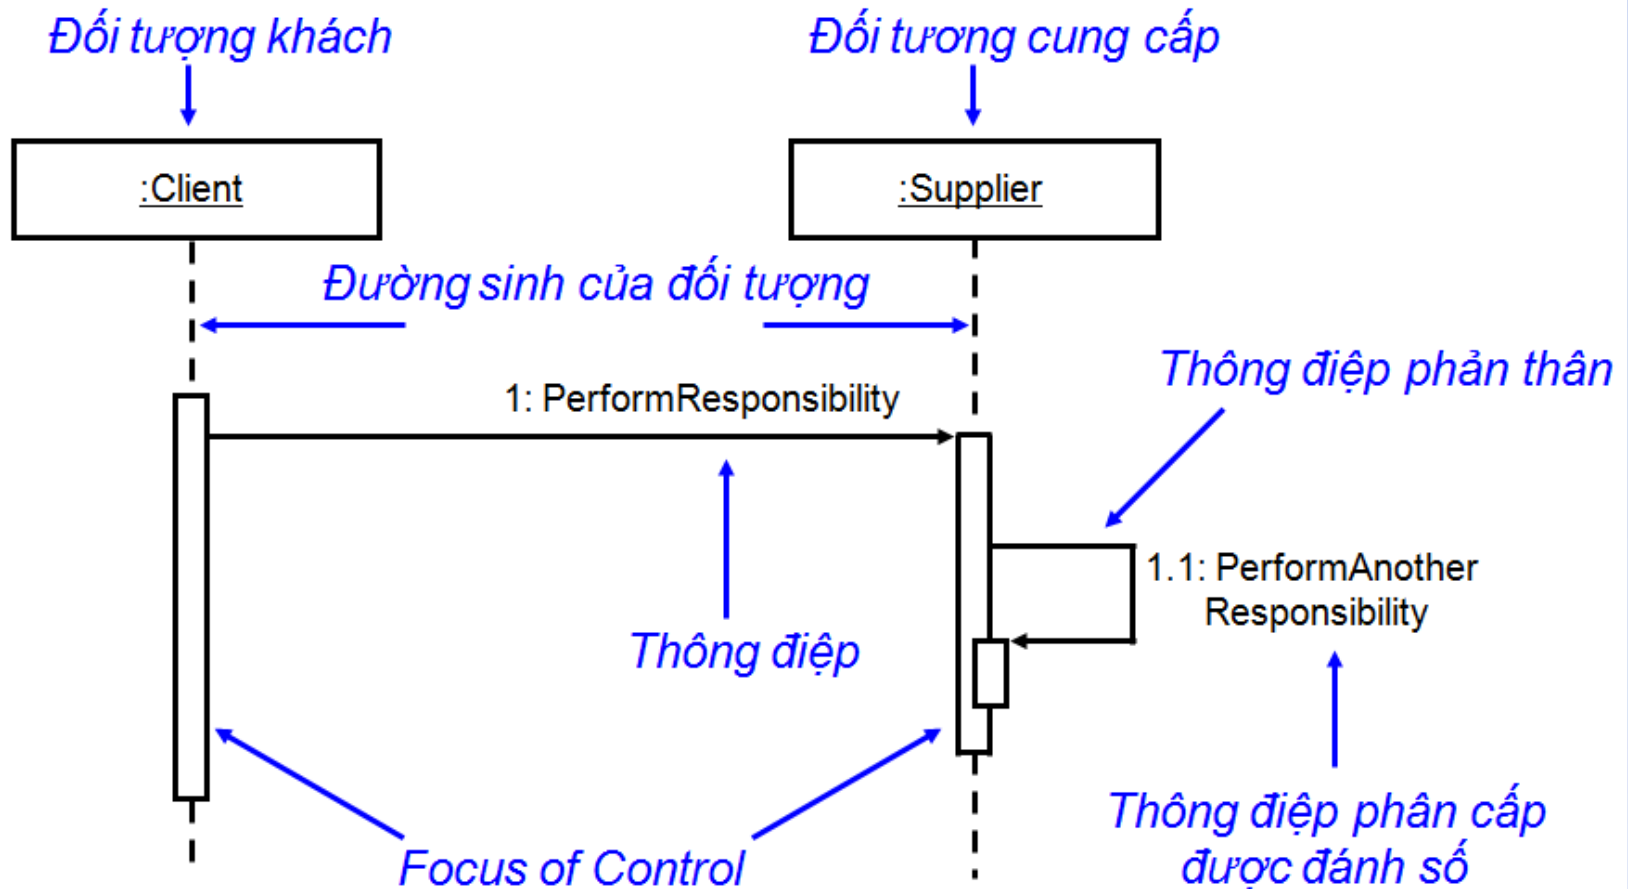 Đối tượng khách
Đối tương cung cấp
:Client
:Supplier
Đường sinh của đối tượng
Thông điệp phản thân
1: PerformResponsibility
1.1: PerformAnother
Responsibility
Thông điệp
Thông điệp phân cấp
được đánh số
Focus of Control